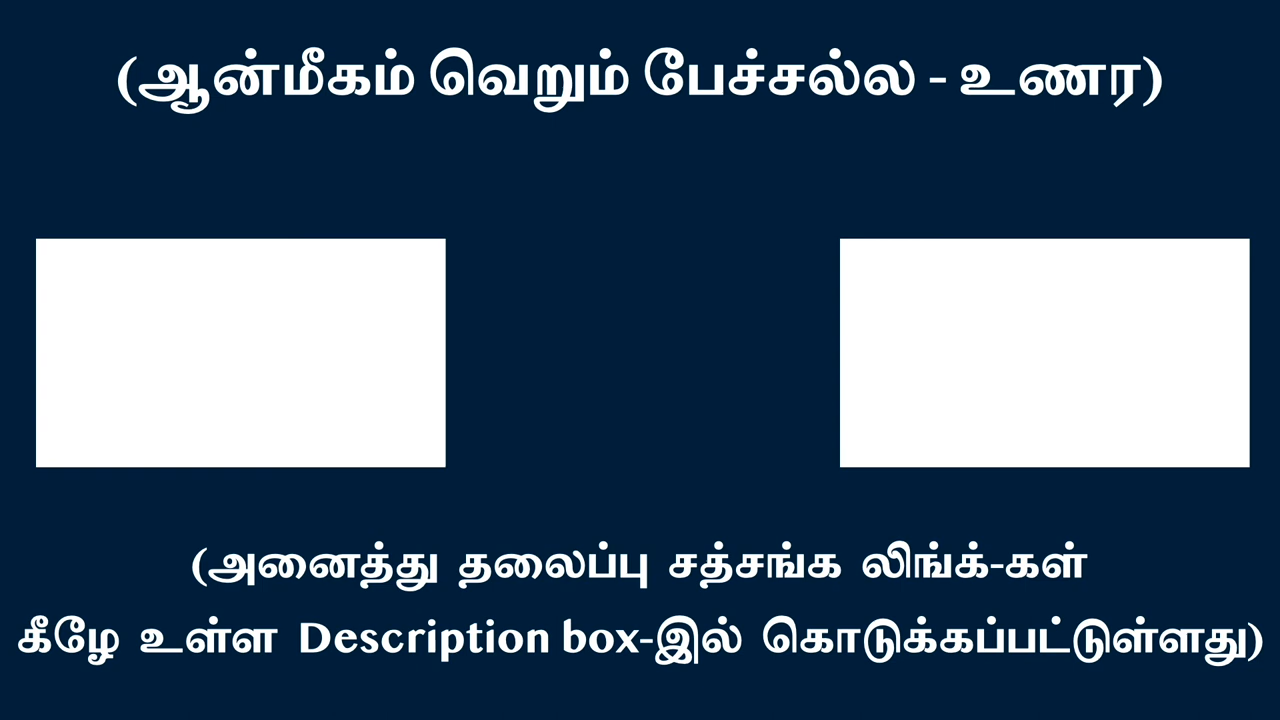 (ஆன்மீகம் வெறும் பேச்சல்ல - உணர)
(அனைத்து தலைப்பு சத்சங்க லிங்க்-கள்
கீழே உள்ள Description box-இல் கொடுக்கப்பட்டுள்ளது)